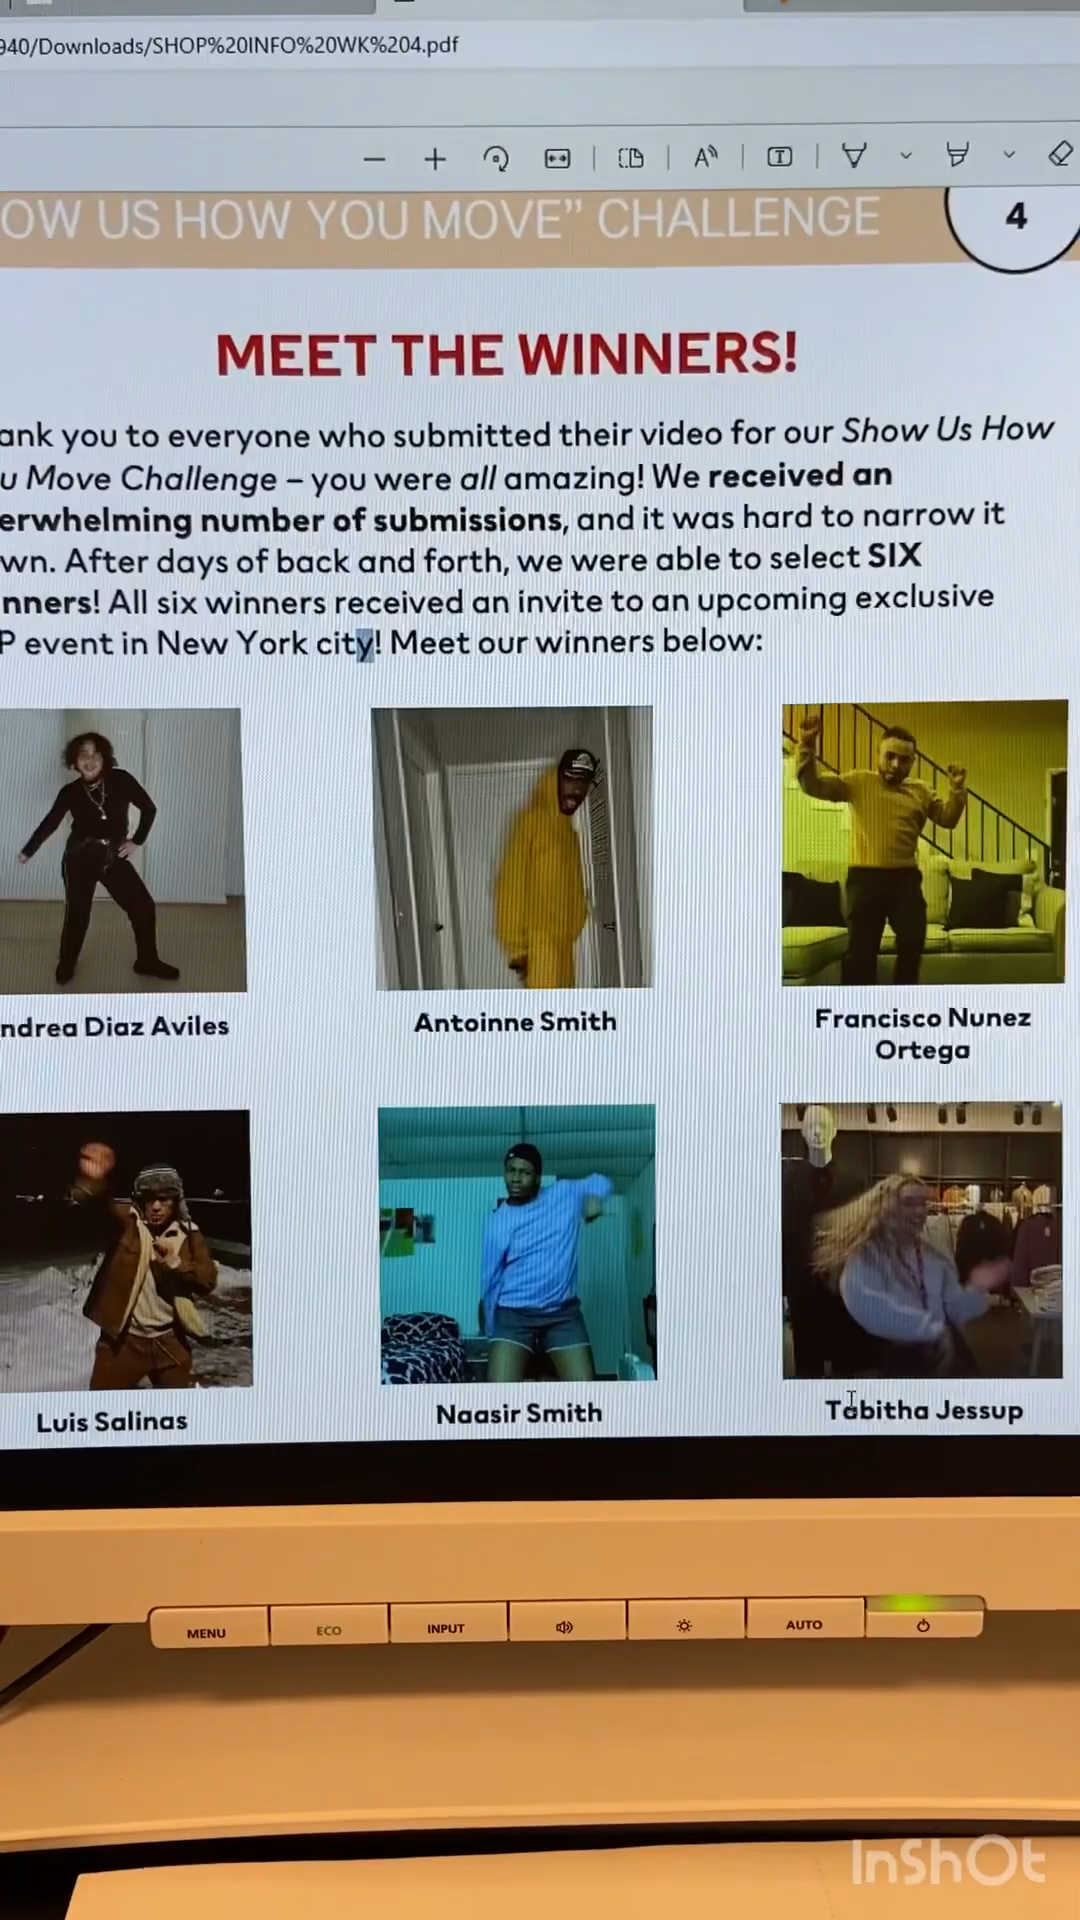 940/Downloads/SHOP%20INFO%20WK%204.pdf
OW US HOW YOU MOVE” CHALLENGE
4
MEET THE WINNERS!
ank you to everyone who submitted their video for our Show Us How
u Move Challenge – you were all amazing! We received an
erwhelming number of submissions, and it was hard to narrow it
wn. After days of back and forth, we were able to select SIX
nners! All six winners received an invite to an upcoming exclusive
P event in New York city! Meet our winners below:
ndrea Diaz Aviles
Antoinne Smith
Francisco Nunez
Ortega
Luis Salinas
Naasir Smith
Tabitha Jessup
MENU
ECO
INPUT
AUTO
InShOt